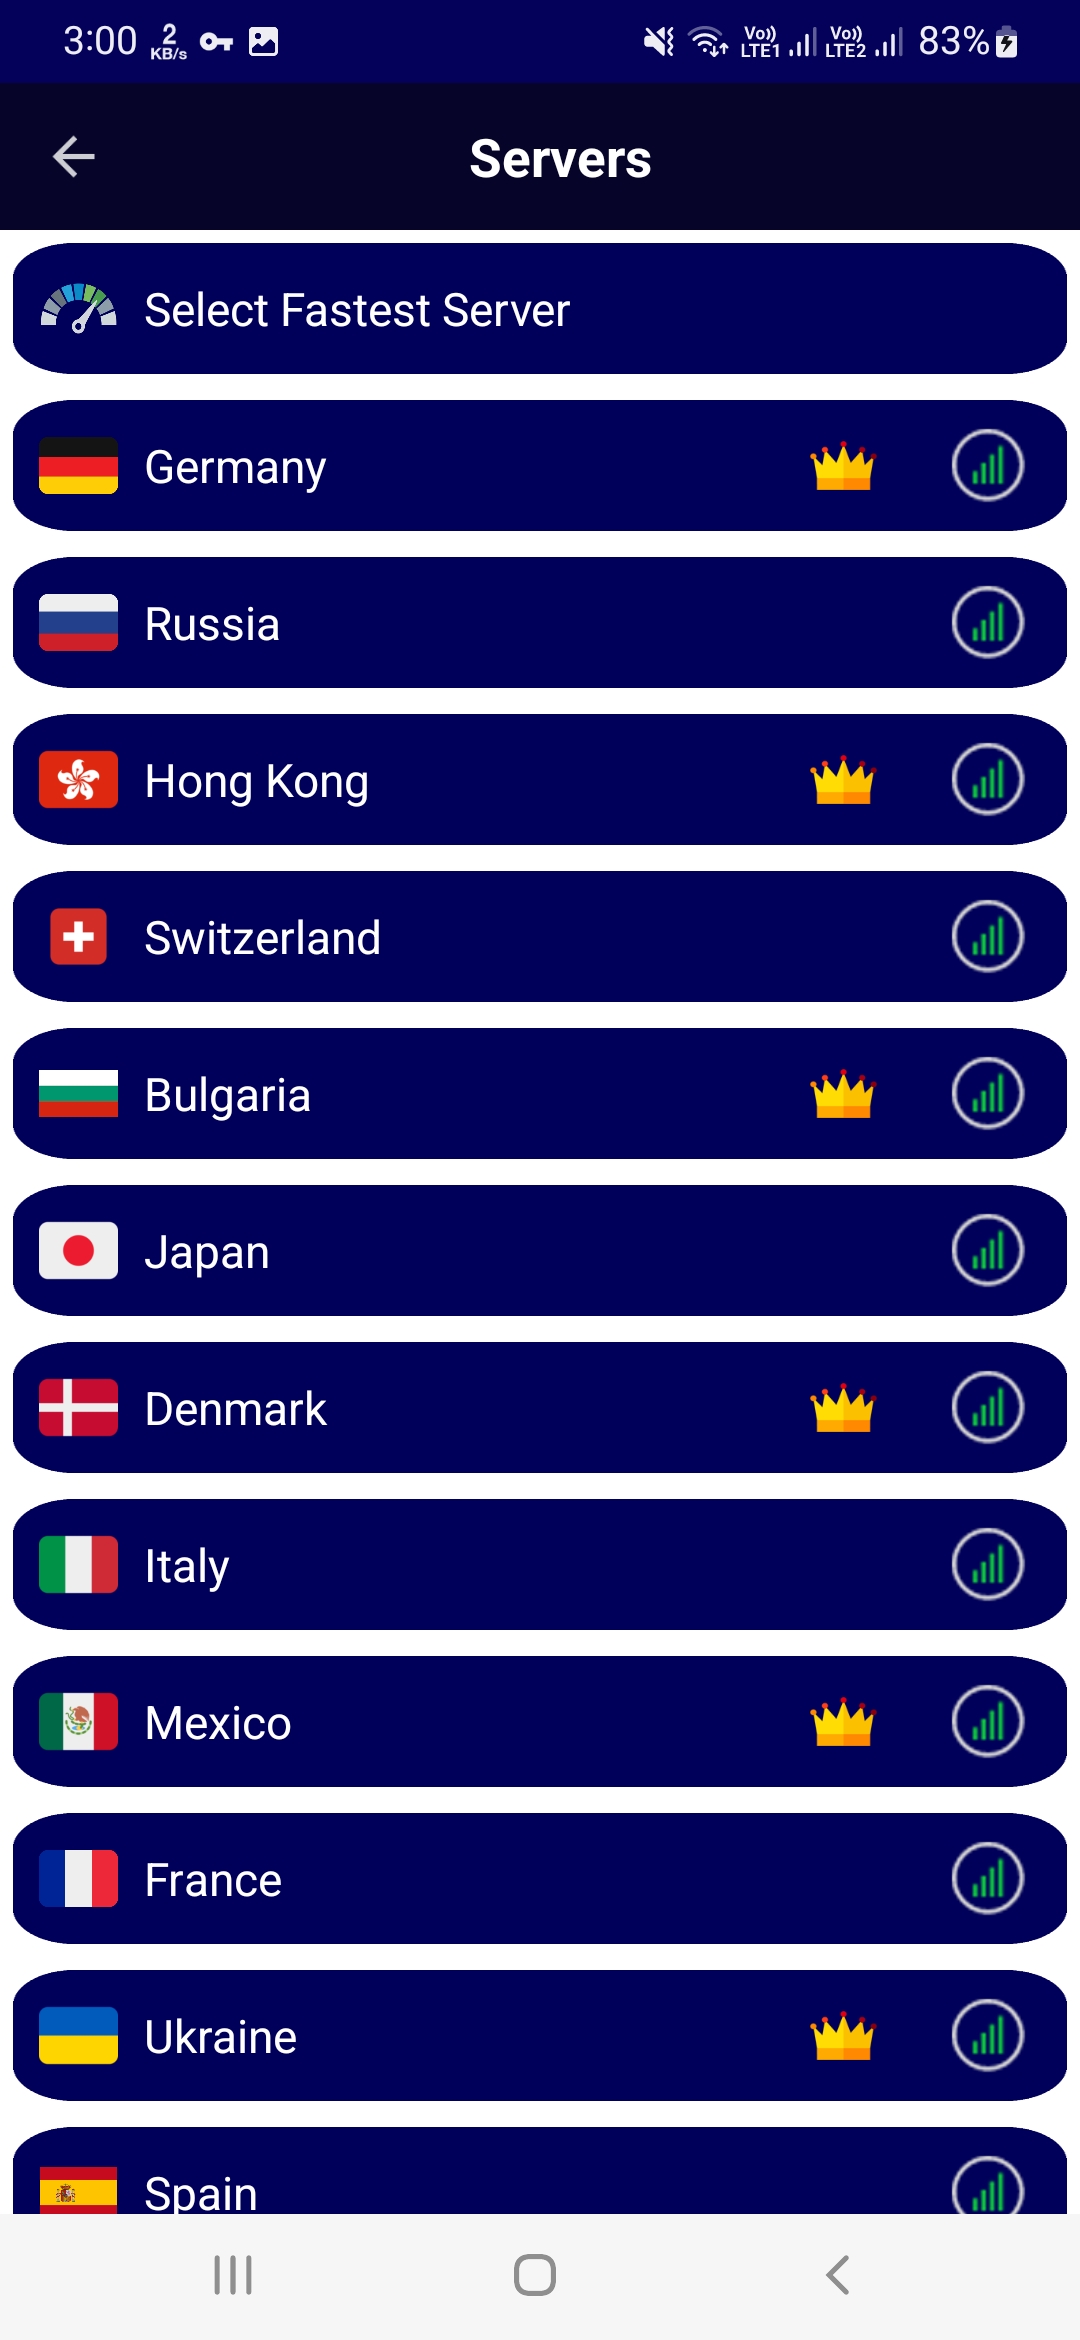 3:00 2 KB/s Vo)) LTE1 Vo)) LTE2 83%
Servers
Select Fastest Server
Germany
Russia
Hong Kong
Switzerland
Bulgaria
Japan
Denmark
Italy
Mexico
France
Ukraine
Spain